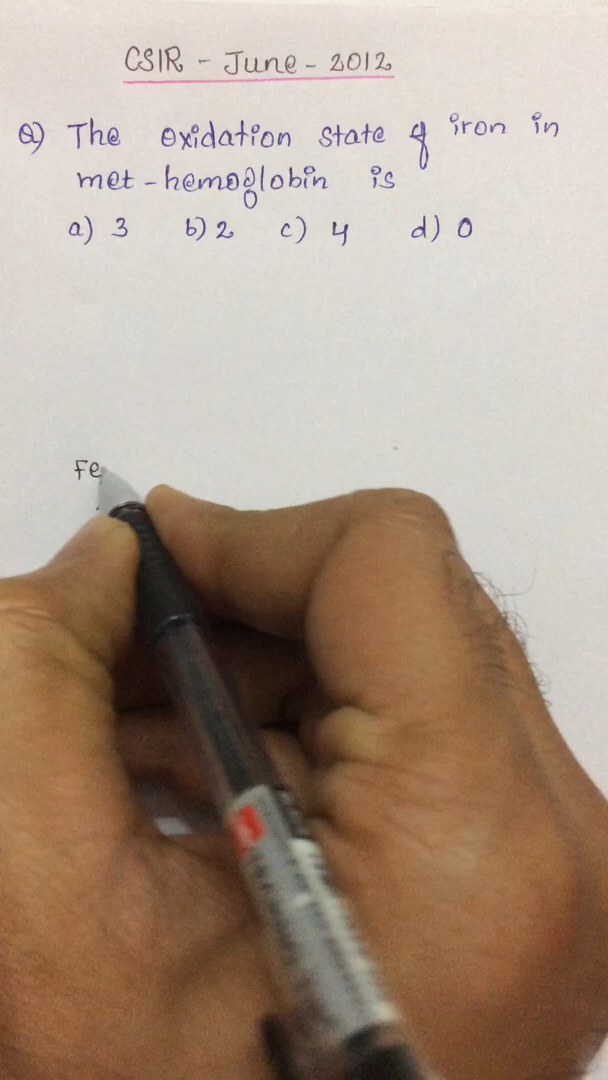 CSIR - June - 2012
Q) The oxidation state of iron in
met-hemoglobin is
a) 3 b) 2 c) 4 d) 0
Fe